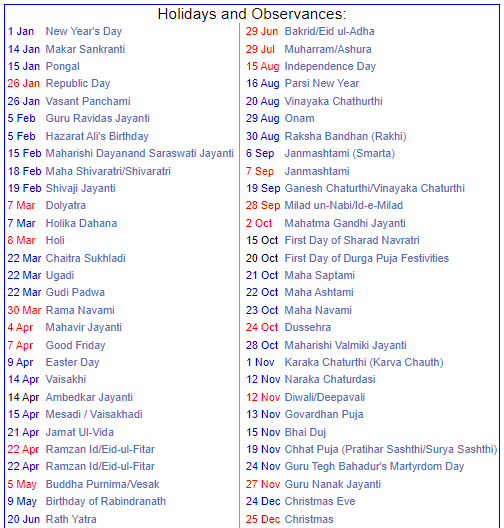 Holidays and Observances:
1 Jan New Year's Day
14 Jan Makar Sankranti
15 Jan Pongal
26 Jan Republic Day
26 Jan Vasant Panchami
5 Feb Guru Ravidas Jayanti
5 Feb Hazarat Ali's Birthday
15 Feb Maharishi Dayanand Saraswati Jayanti
18 Feb Maha Shivaratri/Shivaratri
19 Feb Shivaji Jayanti
7 Mar Dolyatra
7 Mar Holika Dahana
8 Mar Holi
22 Mar Chaitra Sukhladi
22 Mar Ugadi
22 Mar Gudi Padwa
30 Mar Rama Navami
4 Apr Mahavir Jayanti
7 Apr Good Friday
9 Apr Easter Day
14 Apr Vaisakhi
14 Apr Ambedkar Jayanti
15 Apr Mesadi / Vaisakhadi
21 Apr Jamat Ul-Vida
22 Apr Ramzan Id/Eid-ul-Fitar
22 Apr Ramzan Id/Eid-ul-Fitar
5 May Buddha Purnima/Vesak
9 May Birthday of Rabindranath
20 Jun Rath Yatra
29 Jun Bakrid/Eid ul-Adha
29 Jul Muharram/Ashura
15 Aug Independence Day
16 Aug Parsi New Year
20 Aug Vinayaka Chathurthi
29 Aug Onam
30 Aug Raksha Bandhan (Rakhi)
6 Sep Janmashtami (Smarta)
7 Sep Janmashtami
19 Sep Ganesh Chaturthi/Vinayaka Chaturthi
28 Sep Milad un-Nabi/Id-e-Milad
2 Oct Mahatma Gandhi Jayanti
15 Oct First Day of Sharad Navratri
20 Oct First Day of Durga Puja Festivities
21 Oct Maha Saptami
22 Oct Maha Ashtami
23 Oct Maha Navami
24 Oct Dussehra
28 Oct Maharishi Valmiki Jayanti
1 Nov Karaka Chaturthi (Karva Chauth)
12 Nov Naraka Chaturdasi
12 Nov Diwali/Deepavali
13 Nov Govardhan Puja
15 Nov Bhai Duj
19 Nov Chhat Puja (Pratihar Sashthi/Surya Sashthi)
24 Nov Guru Tegh Bahadur's Martyrdom Day
27 Nov Guru Nanak Jayanti
24 Dec Christmas Eve
25 Dec Christmas